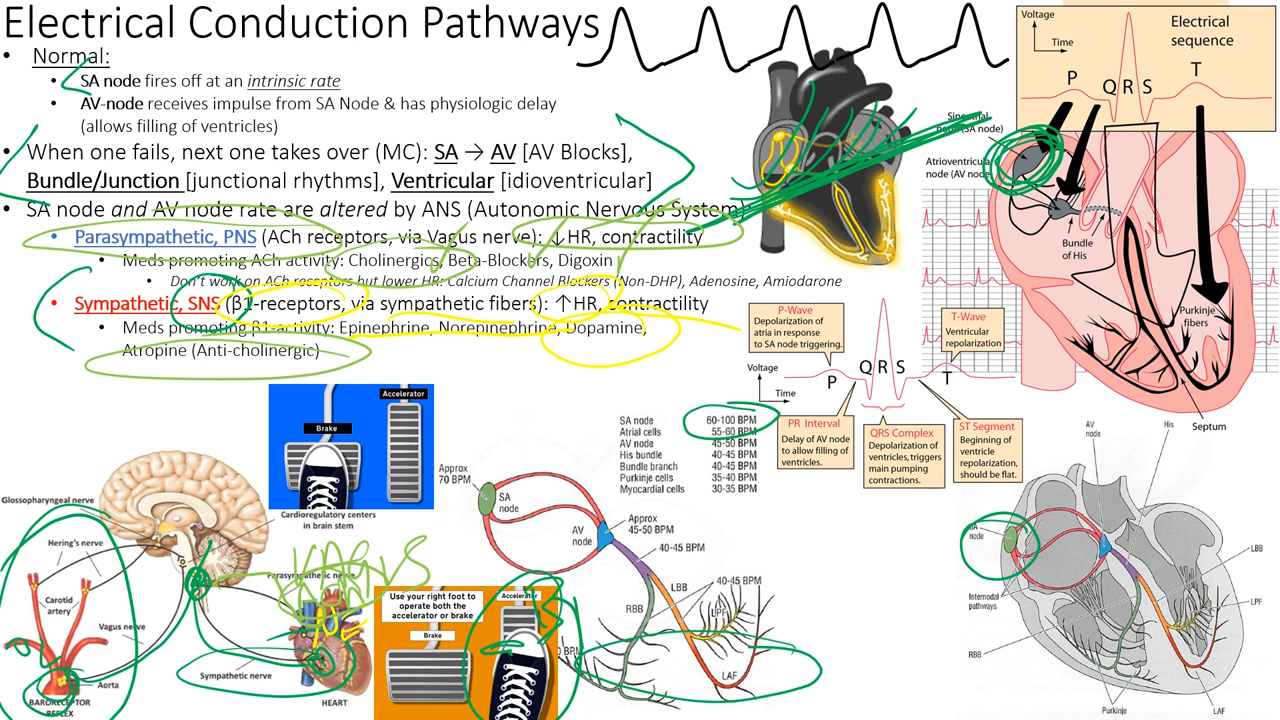 Electrical Conduction Pathways
• Normal:
• SA node fires off at an intrinsic rate
• AV-node receives impulse from SA Node & has physiologic delay
(allows filling of ventricles)
• When one fails, next one takes over (MC): SA → AV [AV Blocks],
Bundle/Junction [junctional rhythms], Ventricular [idioventricular]
• SA node and AV node rate are altered by ANS (Autonomic Nervous System)
• Parasympathetic, PNS (ACh receptors, via Vagus nerve): ↓HR, contractility
• Meds promoting ACh activity: Cholinergics, Beta-Blockers, Digoxin
• Don't work on ACh receptors but lower HR: Calcium Channel Blockers (Non-DHP), Adenosine, Amiodarone
• Sympathetic, SNS (β1-receptors, via sympathetic fibers): ↑HR, contractility
• Meds promoting β1-activity: Epinephrine, Norepinephrine, Dopamine,
Atropine (Anti-cholinergic)
Voltage
Time
Electrical
sequence
P
Q R S
T
node (SA node)
Atrioventricula
node (AV node
Bundle
of His
Purkinje
fibers
Septum
P-Wave
Depolarization of
atria in response
to SA node triggering.
T-Wave
Ventricular
repolarization
Voltage
Time
P
Q R S
T
PR Interval
Delay of AV node
to allow filling of
ventricles.
QRS Complex
Depolarization of
ventricles, triggers
main pumping
contractions.
ST Segment
Beginning of
ventricle
repolarization,
should be flat.
Brake
Accelerator
SA node 60-100 BPM
Atrial cells 55-60 BPM
AV node 45-50 BPM
His bundle 40-45 BPM
Bundle branch 40-45 BPM
Purkinje cells 35-40 BPM
Myocardial cells 30-35 BPM
Approx
70 BPM
SA
node
AV
node
Approx
45-50 BPM
40-45 BPM
LBB
40-45 BPM
RBB
LPF
LAF
0 BPM
Glossopharyngeal nerve
Hering's nerve
Carotid
artery
Vagus nerve
Aorta
BARORECEPTOR
REFLEX
Cardioregulatory centers
in brain stem
Parasympathetic nerve
VAGUS
Sympathetic nerve
HEART
Use your right foot to
operate both the
accelerator or brake
Brake
Accelerator
AV
node
His
SA
node
LBB
Internodal
pathways
LPF
RBB
Purkinje
LAF